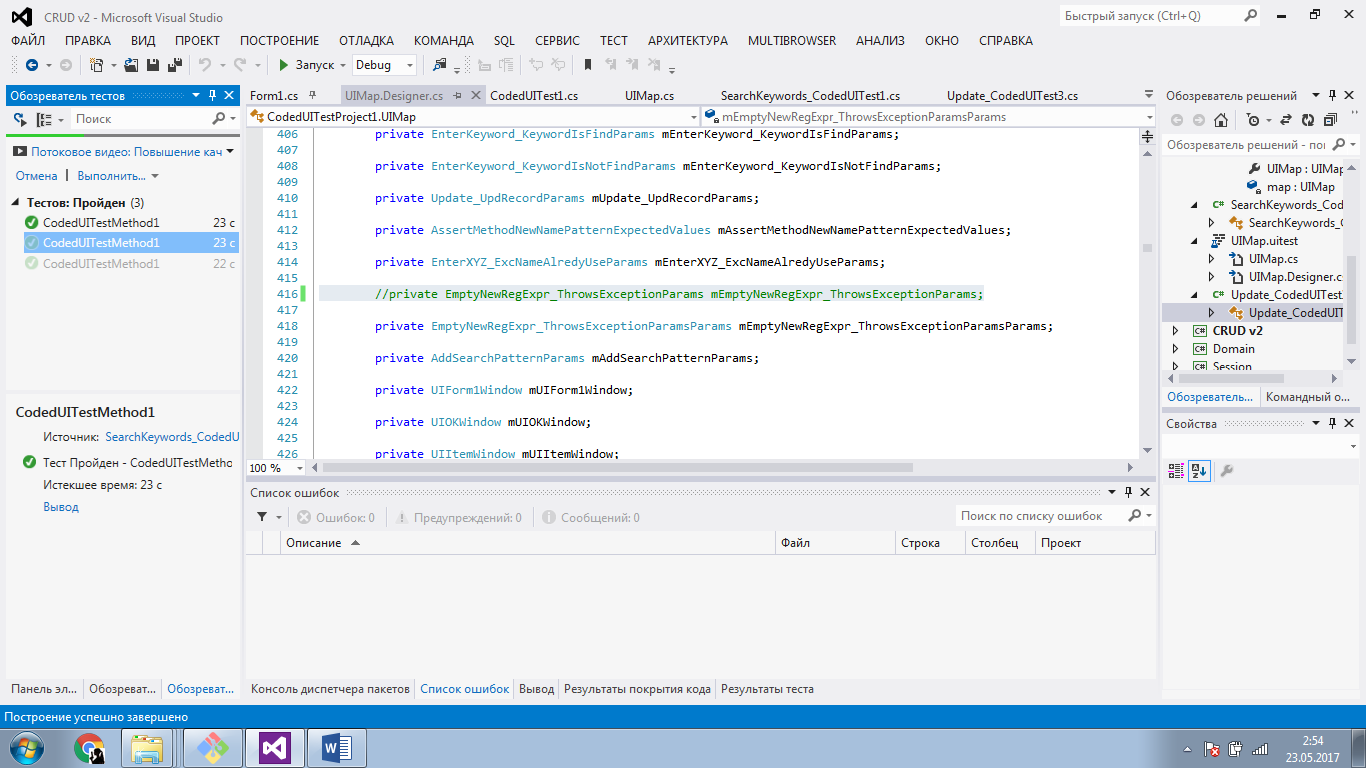 CRUD v2 - Microsoft Visual Studio
Быстрый запуск (Ctrl+Q)
ФАЙЛ ПРАВКА ВИД ПРОЕКТ ПОСТРОЕНИЕ ОТЛАДКА КОМАНДА SQL СЕРВИС ТЕСТ АРХИТЕКТУРА MULTIBROWSER АНАЛИЗ ОКНО СПРАВКА
Запуск Debug
Обозреватель тестов
Поиск
Потоковое видео: Повышение кач
Отмена Выполнить...
Тестов: Пройден (3)
CodedUITestMethod1 23 с
CodedUITestMethod1 23 с
CodedUITestMethod1 22 с
CodedUITestMethod1
Источник: SearchKeywords_CodedU
Тест Пройден - CodedUITestMetho
Истекшее время: 23 с
Вывод
Панель эл... Обозреват... Обозреват...
Form1.cs UIMap.Designer.cs CodedUITest1.cs UIMap.cs SearchKeywords_CodedUITest1.cs Update_CodedUITest3.cs
CodedUITestProject1.UIMap mEmptyNewRegExpr_ThrowsExceptionParamsParams
406 private EnterKeyword_KeywordIsFindParams mEnterKeyword_KeywordIsFindParams;
407
408 private EnterKeyword_KeywordIsNotFindParams mEnterKeyword_KeywordIsNotFindParams;
409
410 private Update_UpdRecordParams mUpdate_UpdRecordParams;
411
412 private AssertMethodNewNamePatternExpectedValues mAssertMethodNewNamePatternExpectedValues;
413
414 private EnterXYZ_ExcNameAlredyUseParams mEnterXYZ_ExcNameAlredyUseParams;
415
416 //private EmptyNewRegExpr_ThrowsExceptionParams mEmptyNewRegExpr_ThrowsExceptionParams;
417
418 private EmptyNewRegExpr_ThrowsExceptionParamsParams mEmptyNewRegExpr_ThrowsExceptionParamsParams;
419
420 private AddSearchPatternParams mAddSearchPatternParams;
421
422 private UIForm1Window mUIForm1Window;
423
424 private UIOKWindow mUIOKWindow;
425
426 private UIItemWindow mUIItemWindow;
100 %
Список ошибок
Ошибок: 0 Предупреждений: 0 Сообщений: 0 Поиск по списку ошибок
Описание Файл Строка Столбец Проект
Консоль диспетчера пакетов Список ошибок Вывод Результаты покрытия кода Результаты теста
Обозреватель решений
Обозреватель решений - пои
UIMap : UIMap
map : UIMap
C# SearchKeywords_Cod
SearchKeywords_C
UIMap.uitest
UIMap.cs
UIMap.Designer.c
C# Update_CodedUITest
Update_CodedUIT
C# CRUD v2
C# Domain
C# Session
Обозреватель... Командный о...
Свойства
Построение успешно завершено
2:54
23.05.2017